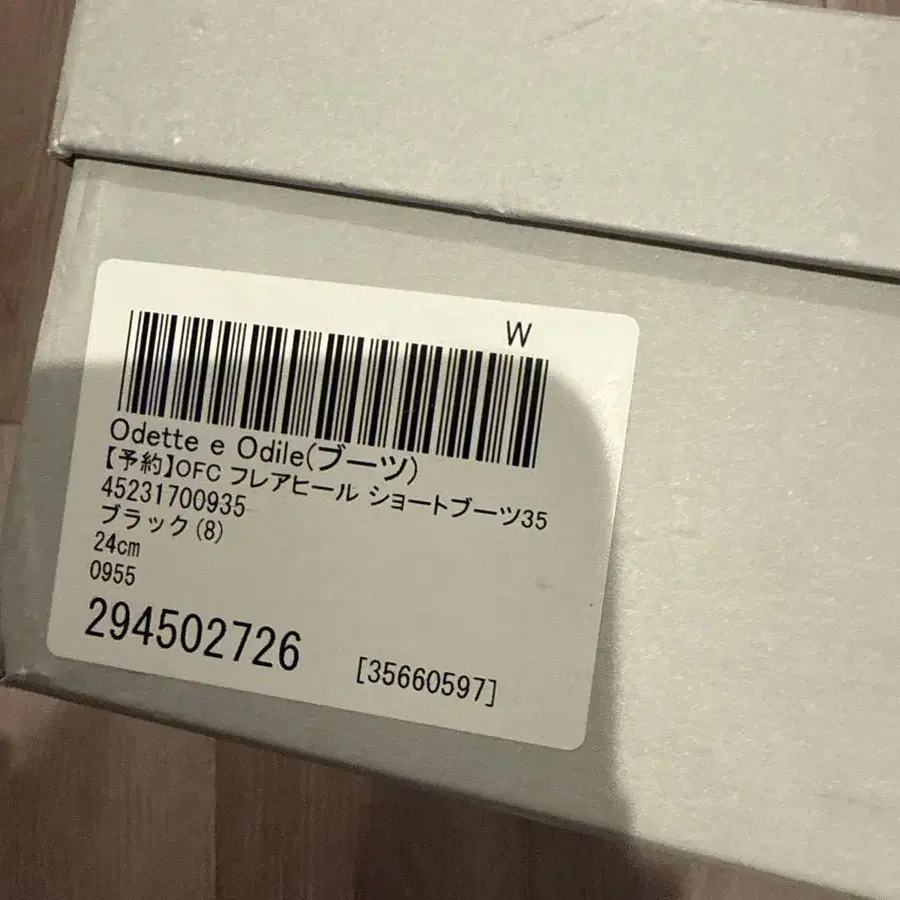 W
Odette e Odile(ブーツ)
【予約】OFC フレアヒール ショートブーツ35
45231700935
ブラック(8)
24cm
0955
294502726
[35660597]